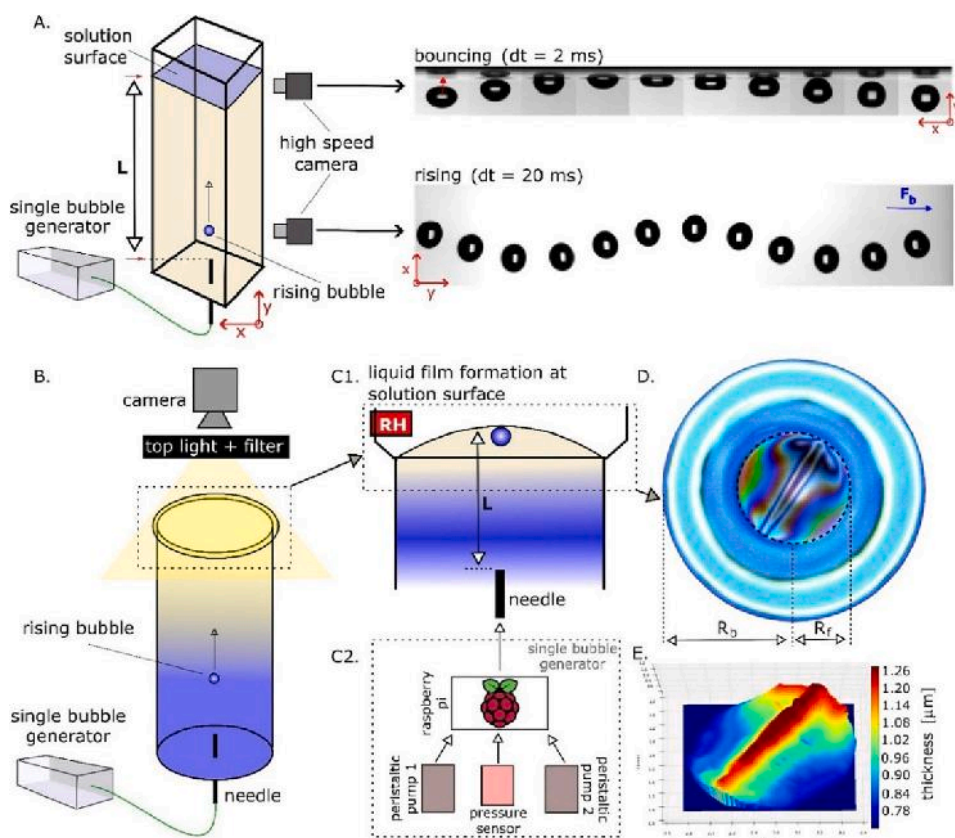 A.
solution
surface
L
single bubble
generator
high speed
camera
rising bubble
y
x
bouncing (dt = 2 ms)
y
x
rising (dt = 20 ms)
F_b
x
y
B.
camera
top light + filter
rising bubble
single bubble
generator
needle
C1.
liquid film formation at
solution surface
RH
L
needle
C2.
single bubble
generator
raspberry
pi
peristaltic
pump 1
pressure
sensor
peristaltic
pump 2
D.
R_b
R_f
E.
1.26
1.20
1.14
1.08
1.02
0.96
0.90
0.84
0.78
thickness [μm]